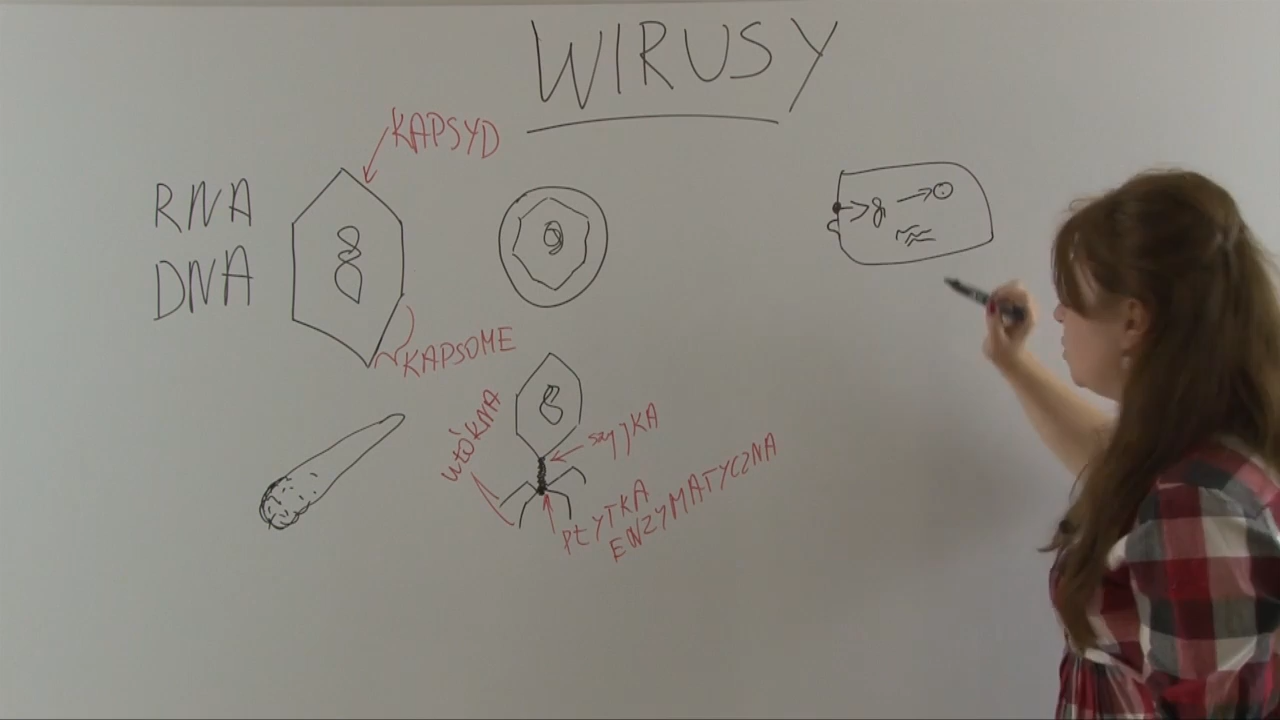 WIRUSY
KAPSYD
RNA
DNA
KAPSOME
WŁÓKNA
szyjKA
PŁYTKA
ENZYMATYCZNA